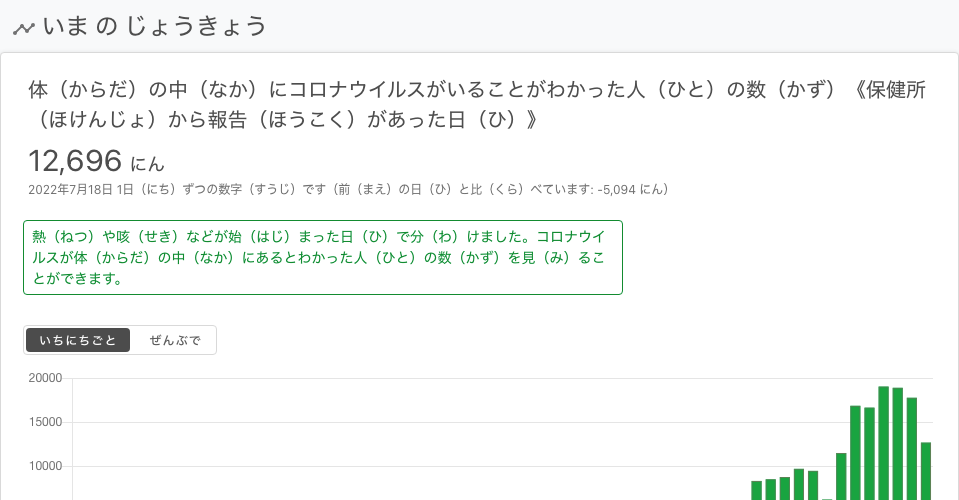 いま の じょうきょう
体（からだ）の中（なか）にコロナウイルスがいることがわかった人（ひと）の数（かず）《保健所
（ほけんじょ）から報告（ほうこく）があった日（ひ）》
12,696 にん
2022年7月18日 1日（にち）ずつの数字（すうじ）です（前（まえ）の日（ひ）と比（くら）べています: -5,094 にん）
熱（ねつ）や咳（せき）などが始（はじ）まった日（ひ）で分（わ）けました。コロナウイ
ルスが体（からだ）の中（なか）にあるとわかった人（ひと）の数（かず）を見（み）るこ
とができます。
いちにちごと ぜんぶで
20000
15000
10000